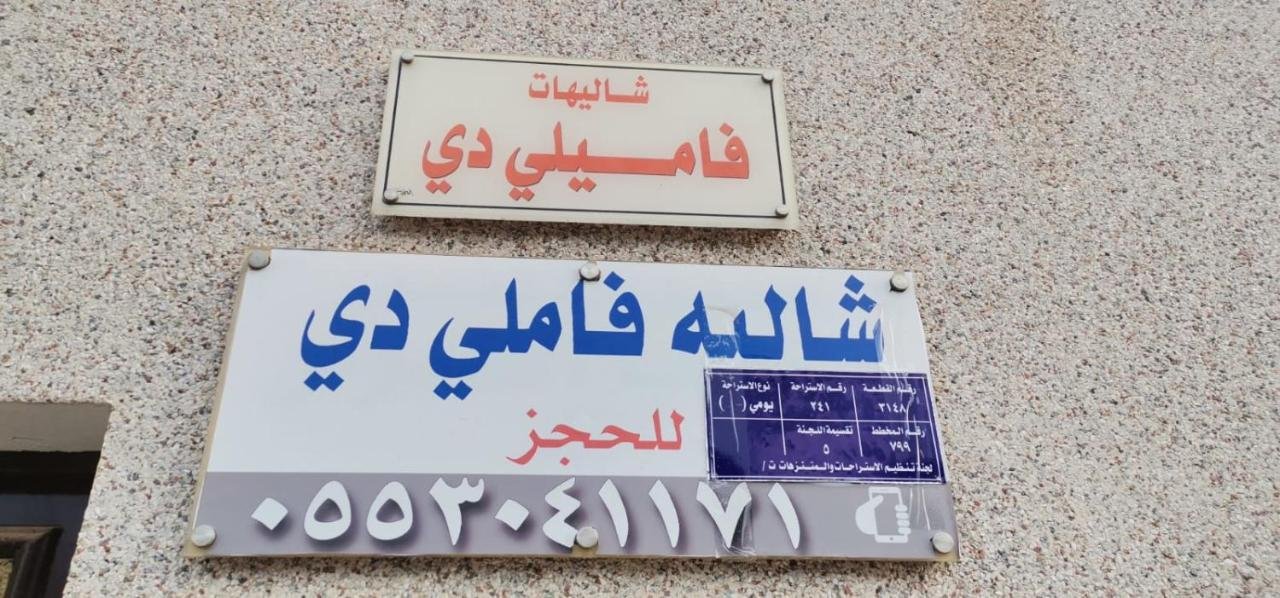 شاليهات
فاميلي دي
شاليه فاملي دي
للحجز
رقم القطعة
٣١٤٨
رقم الاستراحة
٢٤١
نوع الاستراحة
يومي ( )
رقم المخطط
٧٩٩
تقسيمة اللجنة
٥
لجنة تنظيم الاستراحات والمتنزهات ت /
٠٥٥٣٠٤١١٧١